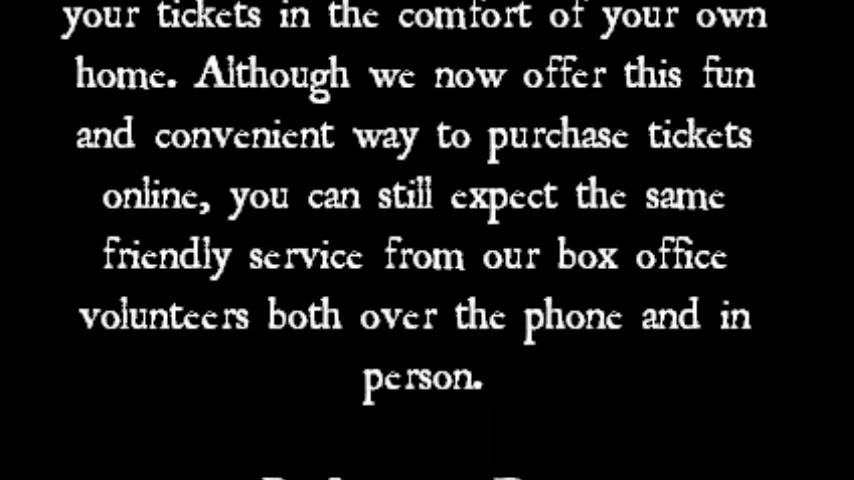 your tickets in the comfort of your own
home. Although we now offer this fun
and convenient way to purchase tickets
online, you can still expect the same
friendly service from our box office
volunteers both over the phone and in
person.